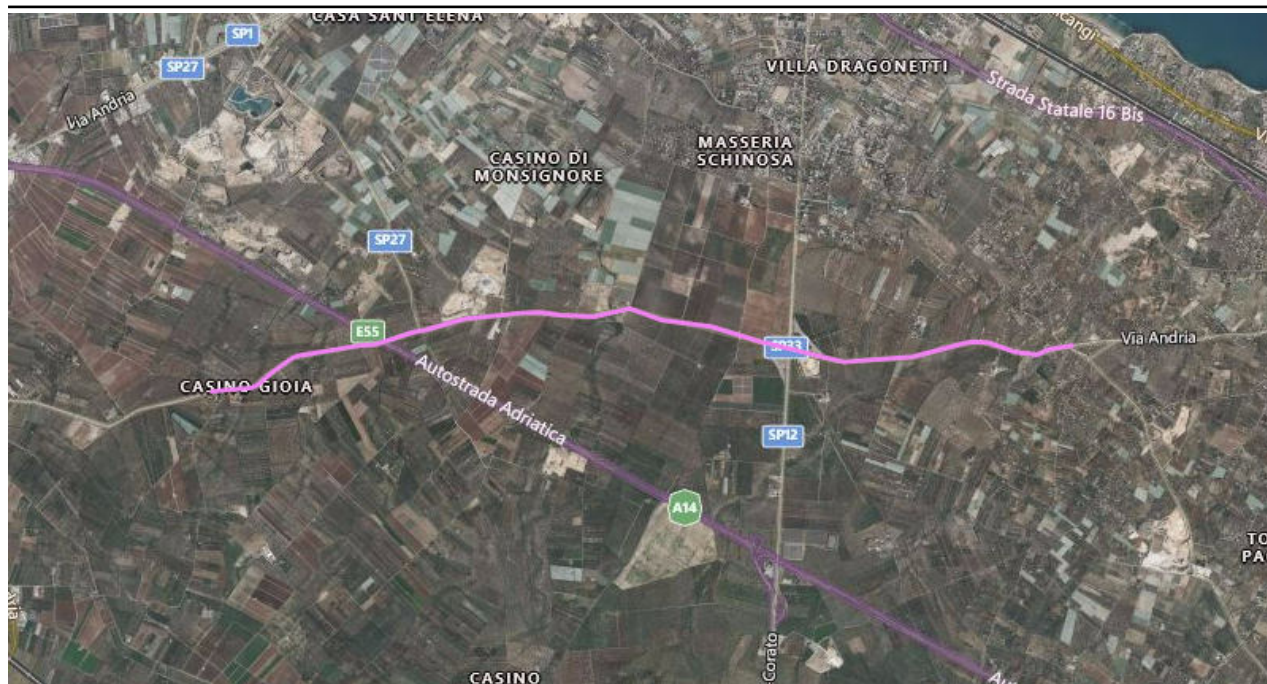 CASA SANT'ELENA
SP1
SP27
Via Andria
VILLA DRAGONETTI
Strada Statale 16 Bis
MASSERIA
SCHINOSA
CASINO DI
MONSIGNORE
SP27
E55
SP33
Via Andria
CASINO GIOIA
Autostrada Adriatica
SP12
A14
Corato
CASINO